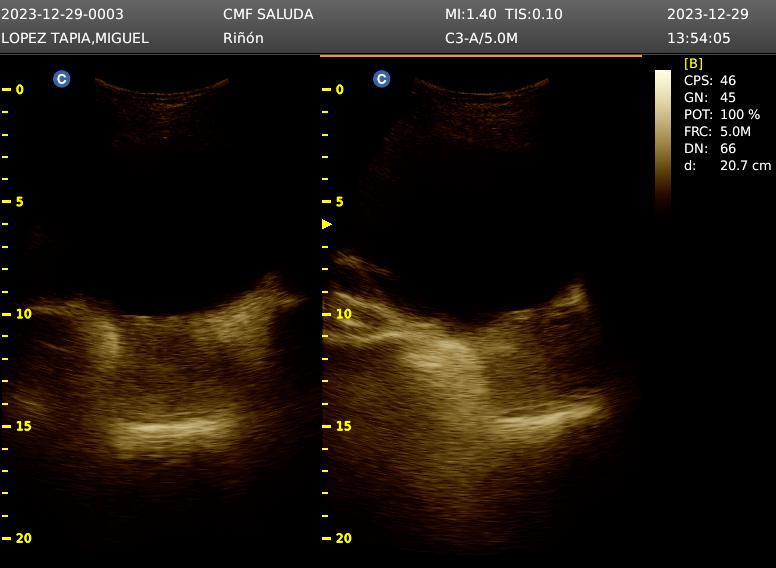 2023-12-29-0003 CMF SALUDA MI:1.40 TIS:0.10 2023-12-29
LOPEZ TAPIA,MIGUEL Riñón C3-A/5.0M 13:54:05
[B]
CPS: 46
GN: 45
POT: 100 %
FRC: 5.0M
DN: 66
d: 20.7 cm
C
0
5
10
15
20
C
0
5
10
15
20